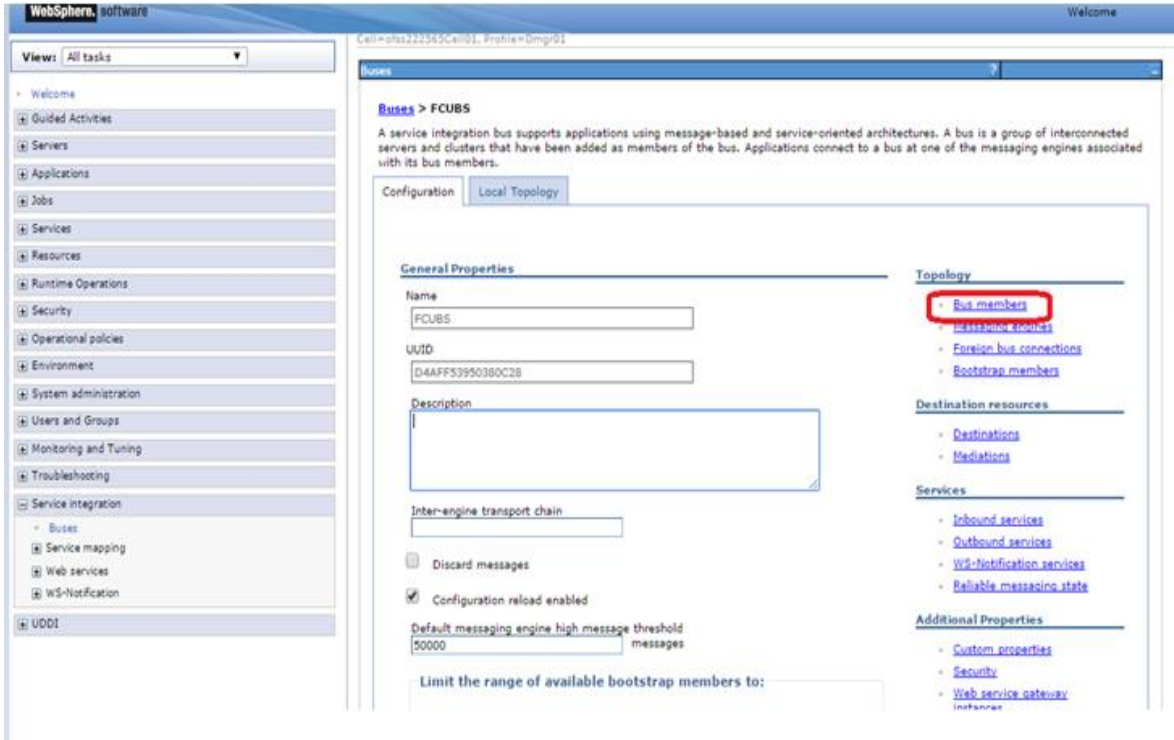 WebSphere. software
Welcome
Cell=ofss222565Cell01, Profile=Dmgr01
View: All tasks
Welcome
Guided Activities
Servers
Applications
Jobs
Services
Resources
Runtime Operations
Security
Operational policies
Environment
System administration
Users and Groups
Monitoring and Tuning
Troubleshooting
Service integration
Buses
Service mapping
Web services
WS-Notification
UDDI
Buses
?
Buses > FCUBS
A service integration bus supports applications using message-based and service-oriented architectures. A bus is a group of interconnected
servers and clusters that have been added as members of the bus. Applications connect to a bus at one of the messaging engines associated
with its bus members.
Configuration
Local Topology
General Properties
Name
FCUBS
UUID
D4AFF53950380C28
Description
Inter-engine transport chain
Discard messages
Configuration reload enabled
Default messaging engine high message threshold
50000 messages
Limit the range of available bootstrap members to:
Topology
Bus members
Messaging engines
Foreign bus connections
Bootstrap members
Destination resources
Destinations
Mediations
Services
Inbound services
Outbound services
WS-Notification services
Reliable messaging state
Additional Properties
Custom properties
Security
Web service gateway
instances